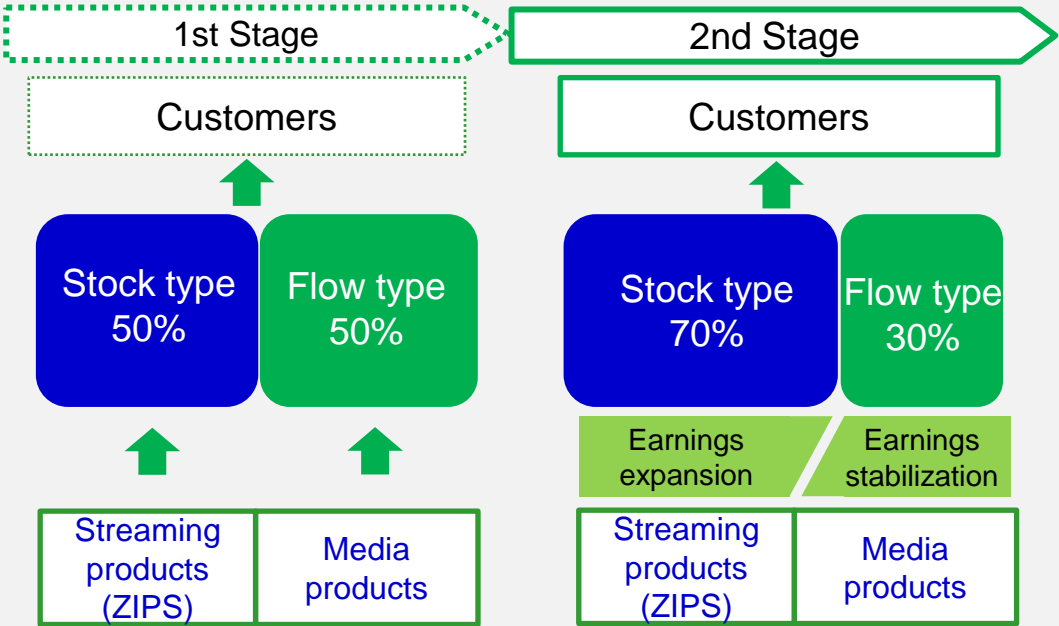 1st Stage
2nd Stage
Customers
Customers
Stock type
50%
Flow type
50%
Stock type
70%
Flow type
30%
Earnings
expansion
Earnings
stabilization
Streaming
products
(ZIPS)
Media
products
Streaming
products
(ZIPS)
Media
products